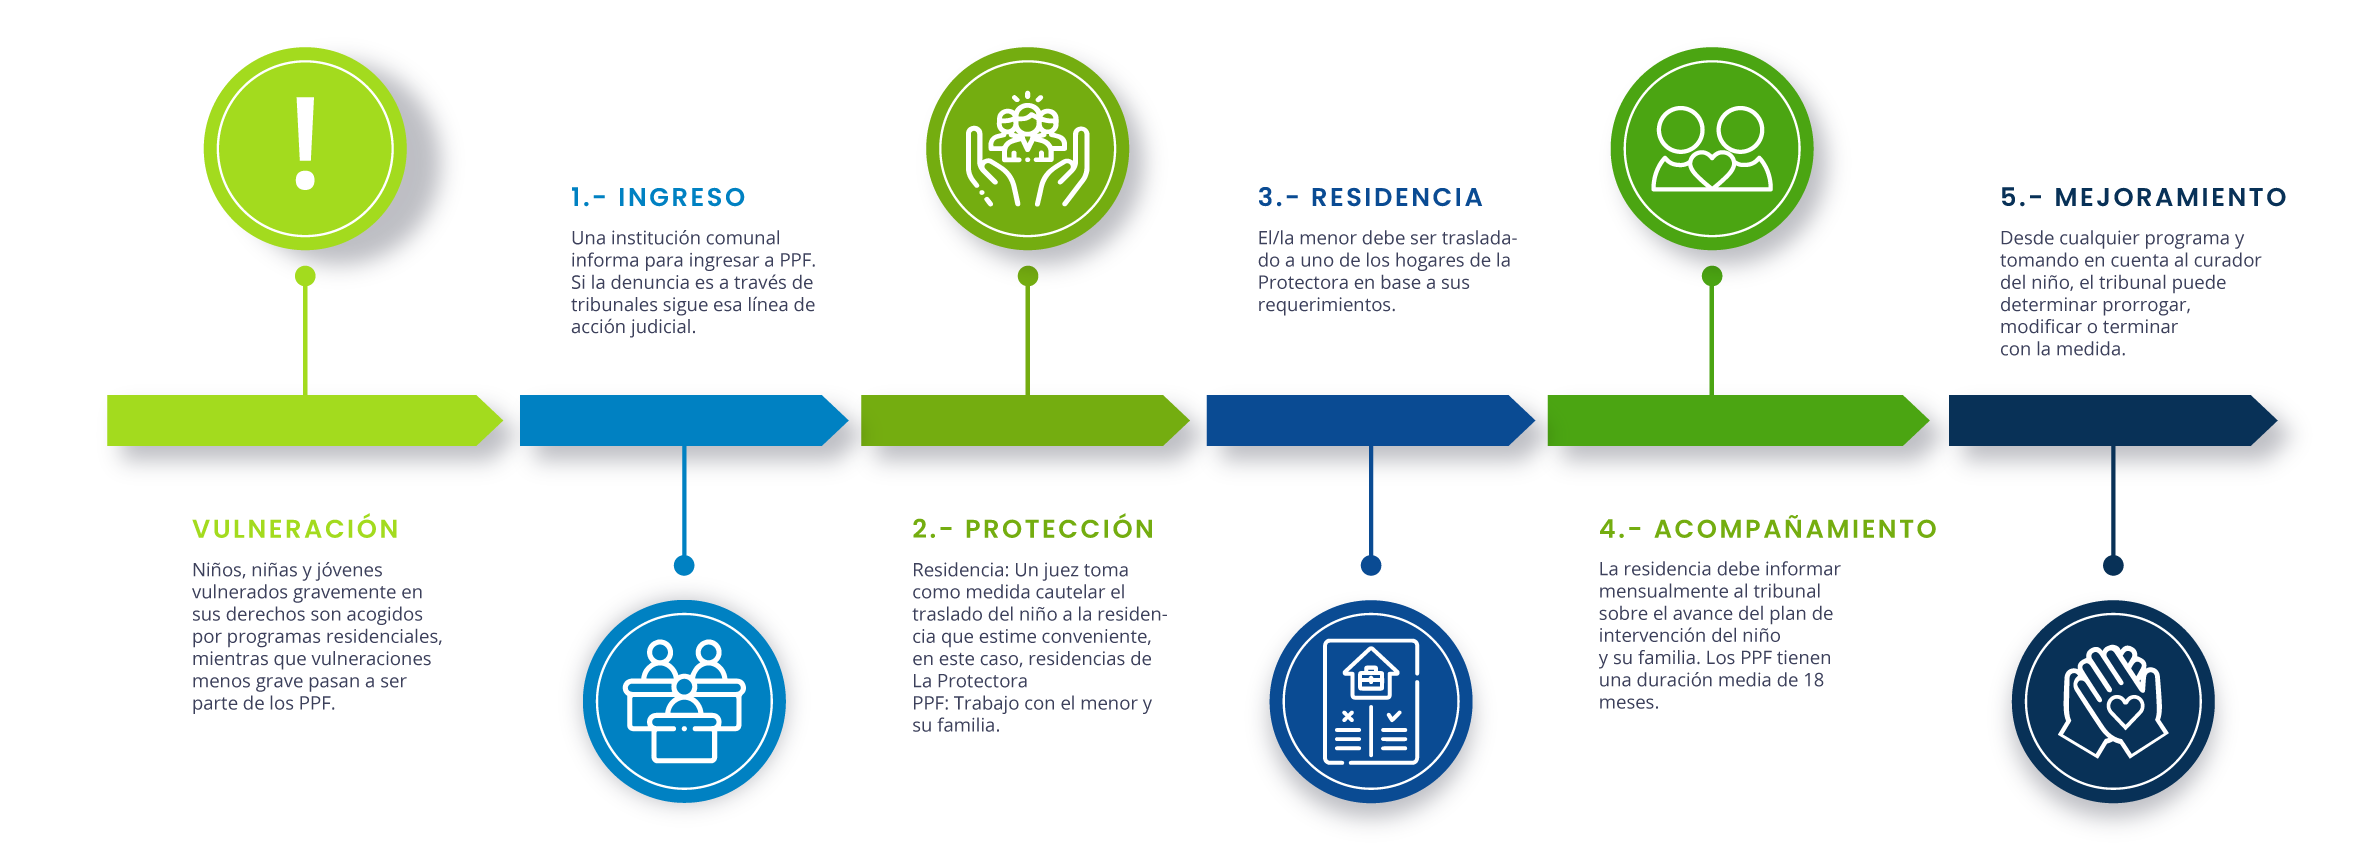 !
VULNERACIÓN
Niños, niñas y jóvenes
vulnerados gravemente en
sus derechos son acogidos
por programas residenciales,
mientras que vulneraciones
menos grave pasan a ser
parte de los PPF.
1.- INGRESO
Una institución comunal
informa para ingresar a PPF.
Si la denuncia es a través de
tribunales sigue esa línea de
acción judicial.
2.- PROTECCIÓN
Residencia: Un juez toma
como medida cautelar el
traslado del niño a la residen-
cia que estime conveniente,
en este caso, residencias de
La Protectora
PPF: Trabajo con el menor y
su familia.
3.- RESIDENCIA
El/la menor debe ser traslada-
do a uno de los hogares de la
Protectora en base a sus
requerimientos.
4.- ACOMPAÑAMIENTO
La residencia debe informar
mensualmente al tribunal
sobre el avance del plan de
intervención del niño
y su familia. Los PPF tienen
una duración media de 18
meses.
5.- MEJORAMIENTO
Desde cualquier programa y
tomando en cuenta al curador
del niño, el tribunal puede
determinar prorrogar,
modificar o terminar
con la medida.